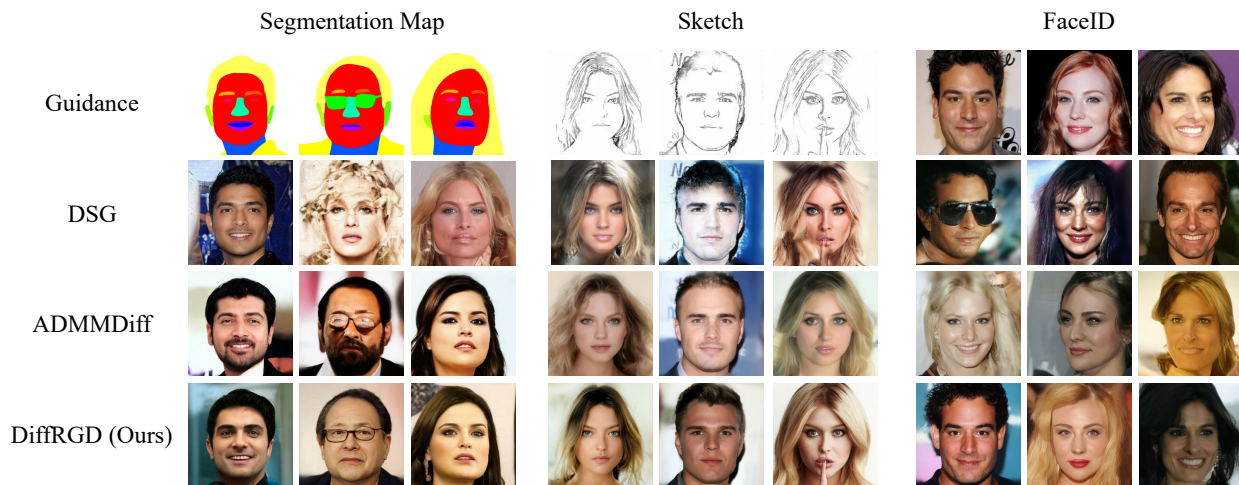 Segmentation Map Sketch FaceID
Guidance
DSG
ADMMDiff
DiffRGD (Ours)